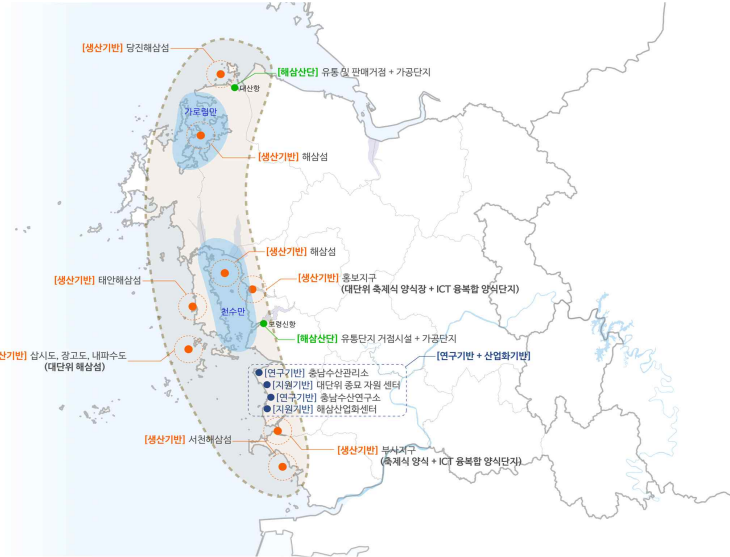 [생산기반] 당진해삼섬
[해삼산단] 유통 및 판매거점 + 가공단지
대산항
가로림만
[생산기반] 해삼섬
[생산기반] 해삼섬
[생산기반] 태안해삼섬
[생산기반] 홍보지구
(대단위 축제식 양식장 + ICT 융복합 양식단지)
천수만
보령신항
[해삼산단] 유통단지 거점시설 + 가공단지
산기반] 삽시도, 장고도, 내파수도
(대단위 해삼섬)
[연구기반 + 산업화기반]
[연구기반] 충남수산관리소
[지원기반] 대단위 종묘 자원 센터
[연구기반] 충남수산연구소
[지원지반] 해삼산업화센터
[생산기반] 서천해삼섬
[생산기반] 부사지구
(축제식 양식 + ICT 융복합 양식단지)